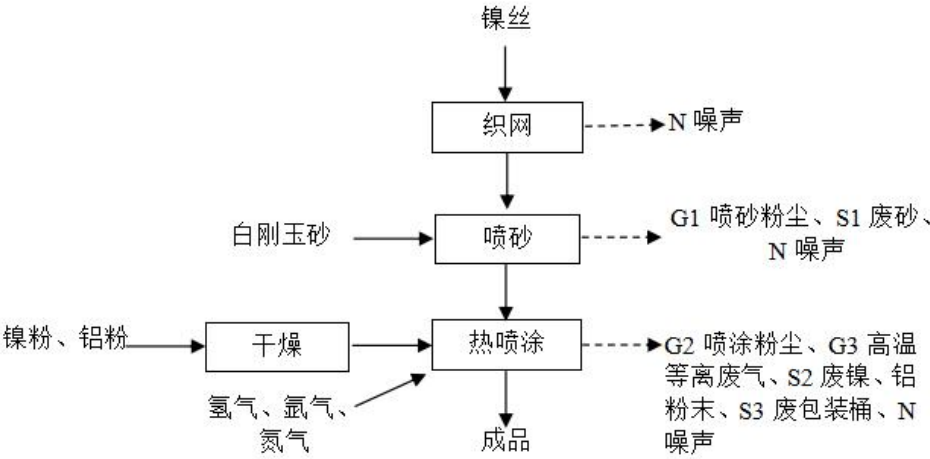 镍丝
织网
N 噪声
白刚玉砂
喷砂
G1 喷砂粉尘、S1 废砂、
N 噪声
镍粉、铝粉
干燥
热喷涂
G2 喷涂粉尘、G3 高温
等离废气、S2 废镍、铝
粉末、S3 废包装桶、N
噪声
氢气、氩气、
氮气
成品